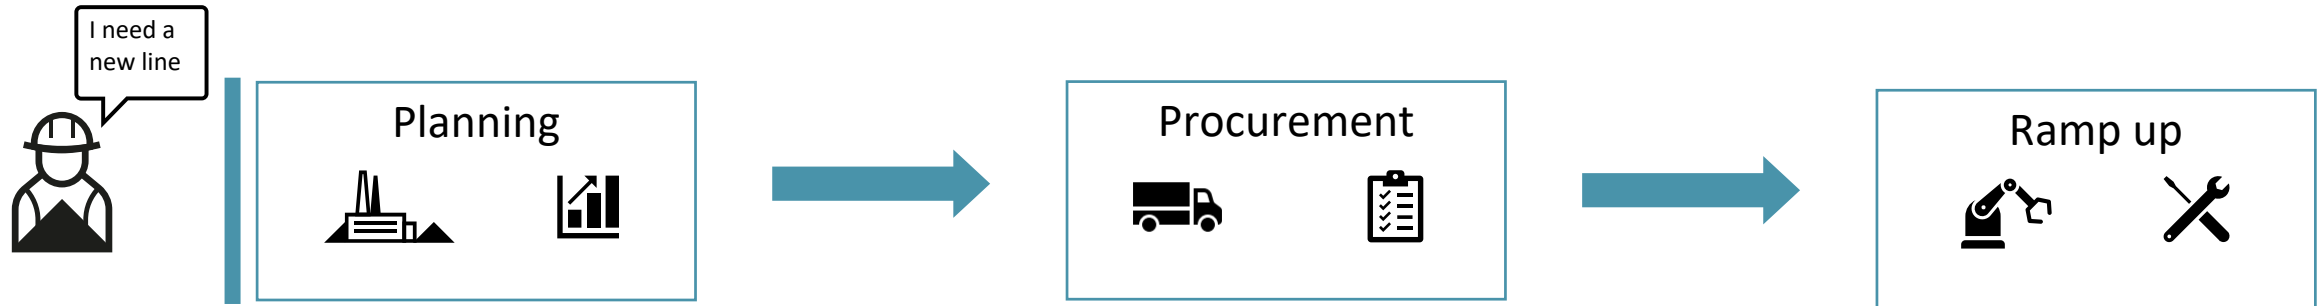 I need a
new line
Planning
Procurement
Ramp up